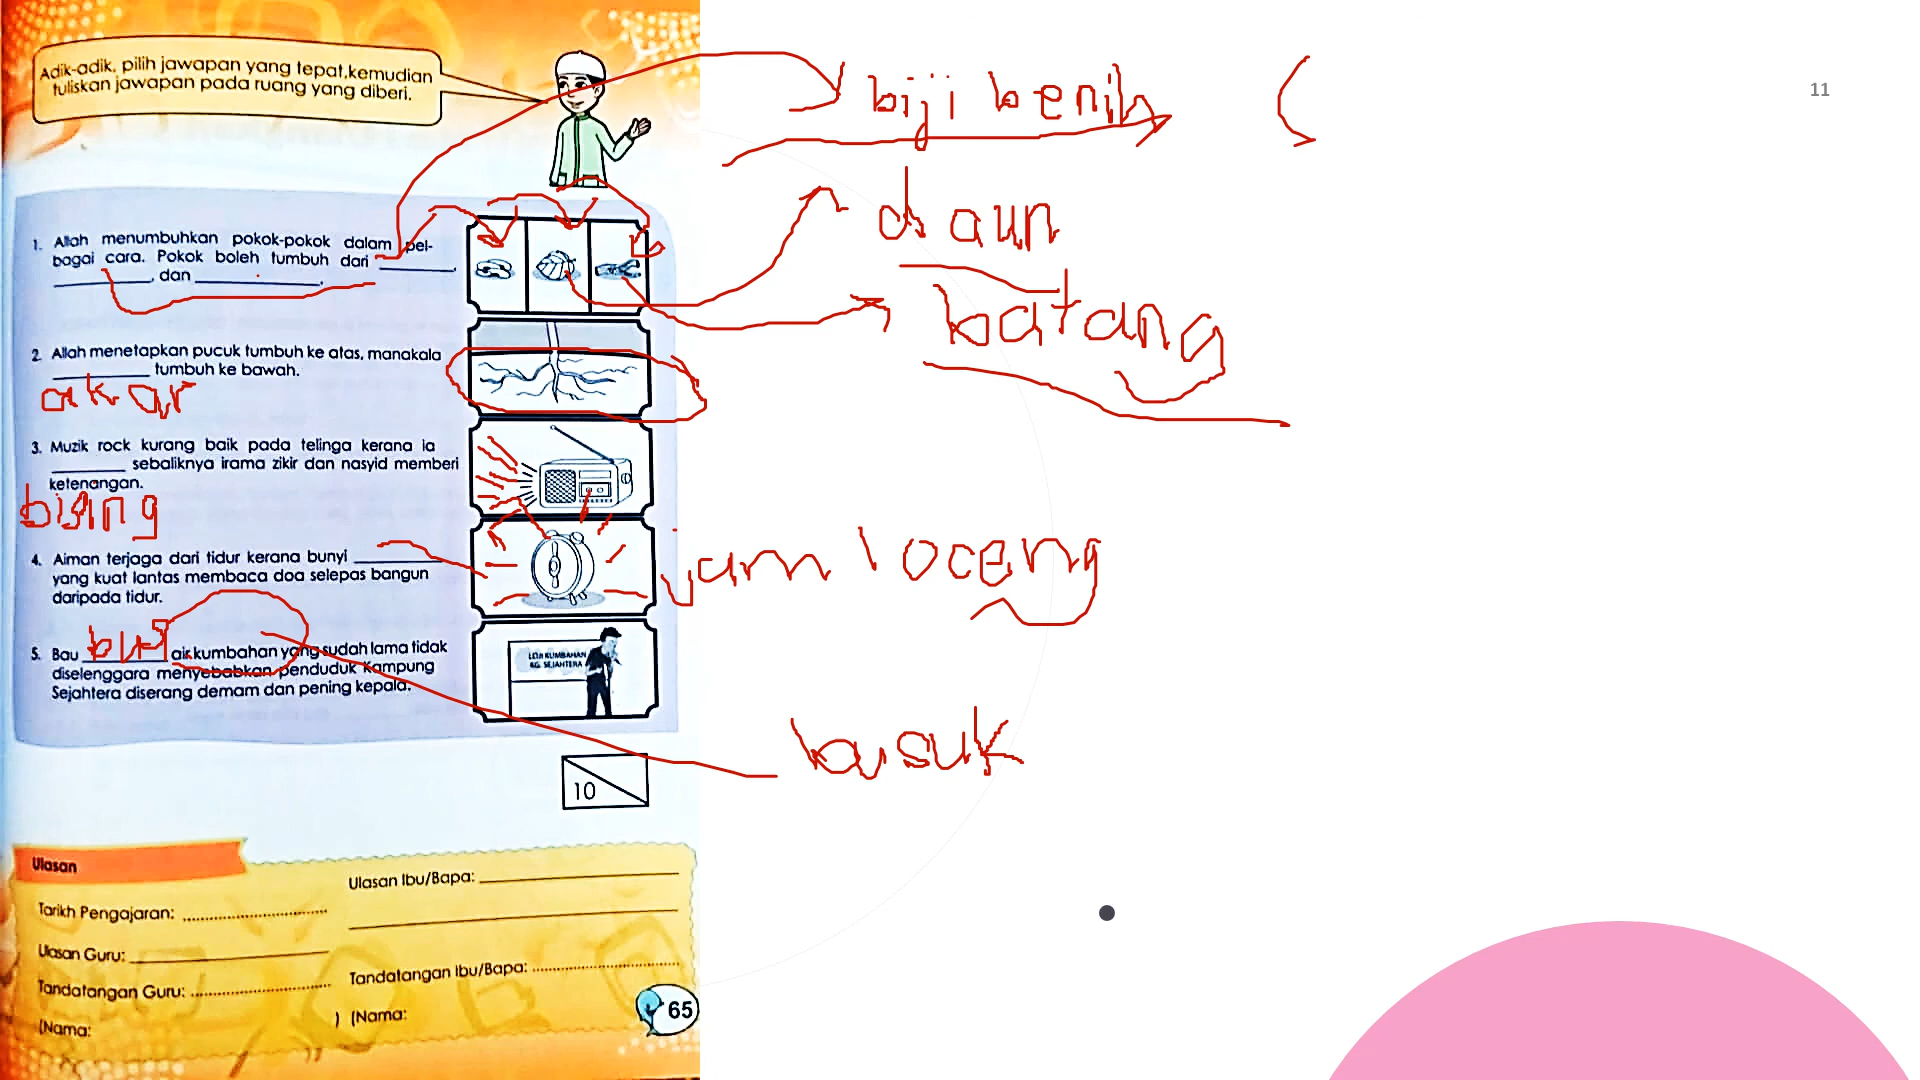 Adik-adik, pilih jawapan yang tepat,kemudian
tuliskan jawapan pada ruang yang diberi.
11
biji benih
daun
batang
1. Allah menumbuhkan pokok-pokok dalam pel-
bagai cara. Pokok boleh tumbuh dari ________,
________, dan ________.
2. Allah menetapkan pucuk tumbuh ke atas, manakala
________ tumbuh ke bawah.
akar
3. Muzik rock kurang baik pada telinga kerana ia
________ sebaliknya irama zikir dan nasyid memberi
ketenangan.
bising
4. Aiman terjaga dari tidur kerana bunyi ________
yang kuat lantas membaca doa selepas bangun
daripada tidur.
jam loceng
5. Bau ________ air kumbahan yang sudah lama tidak
diselenggara menyebabkan penduduk Kampung
Sejahtera diserang demam dan pening kepala.
LOJI KUMBAHAN
KG. SEJAHTERA
busuk
10
Ulasan
Tarikh Pengajaran:
Ulasan Guru:
Tandatangan Guru:
(Nama: )
Ulasan Ibu/Bapa:
Tandatangan Ibu/Bapa:
(Nama:
65